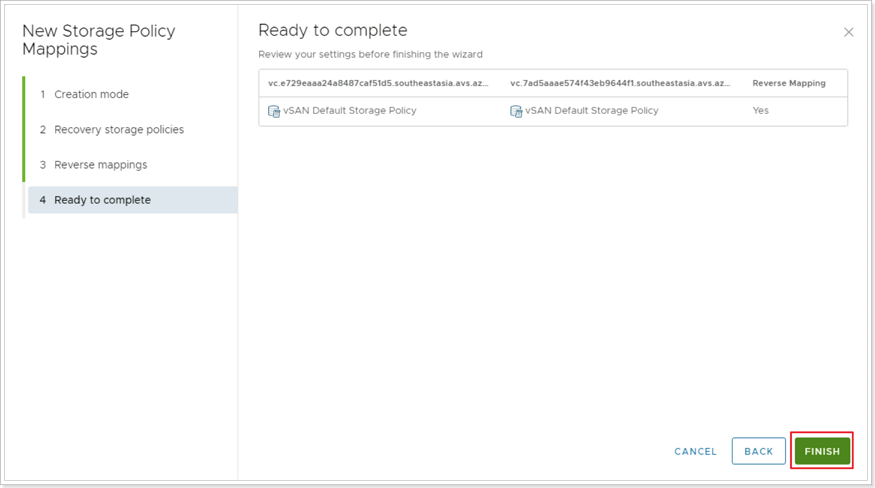 New Storage Policy
Mappings
1 Creation mode
2 Recovery storage policies
3 Reverse mappings
4 Ready to complete
Ready to complete
Review your settings before finishing the wizard
vc.e729eaaa24a8487caf51d5.southeastasia.avs.az... vc.7ad5aaae574f43eb9644f1.southeastasia.avs.az... Reverse Mapping
vSAN Default Storage Policy vSAN Default Storage Policy Yes
CANCEL BACK FINISH